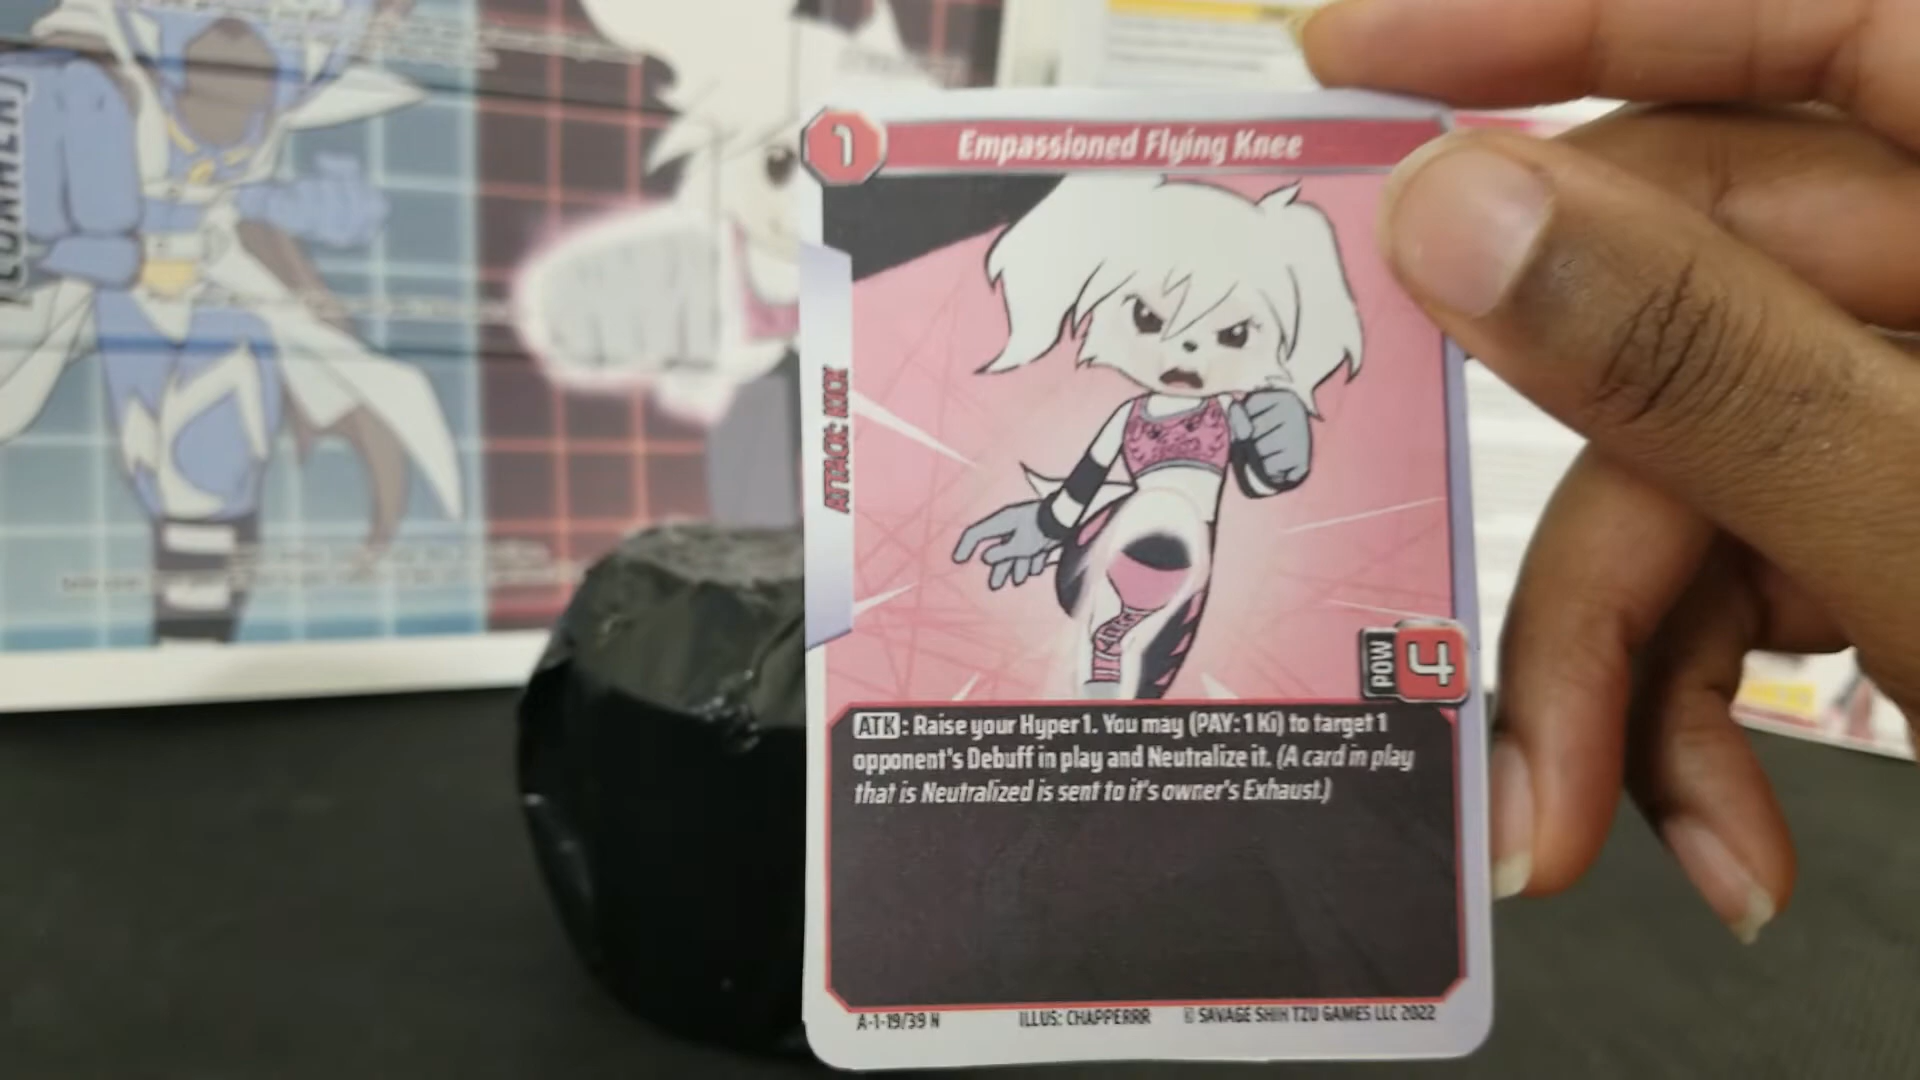 1
Empassioned Flying Knee
ATTACK: KICK
POW
4
ATK: Raise your Hyper 1. You may (PAY: 1 Ki) to target 1
opponent's Debuff in play and Neutralize it. (A card in play
that is Neutralized is sent to it's owner's Exhaust.)
A-1-19/39 N
ILLUS: CHAPPERRR
© SAVAGE SHIH TZU GAMES LLC 2022